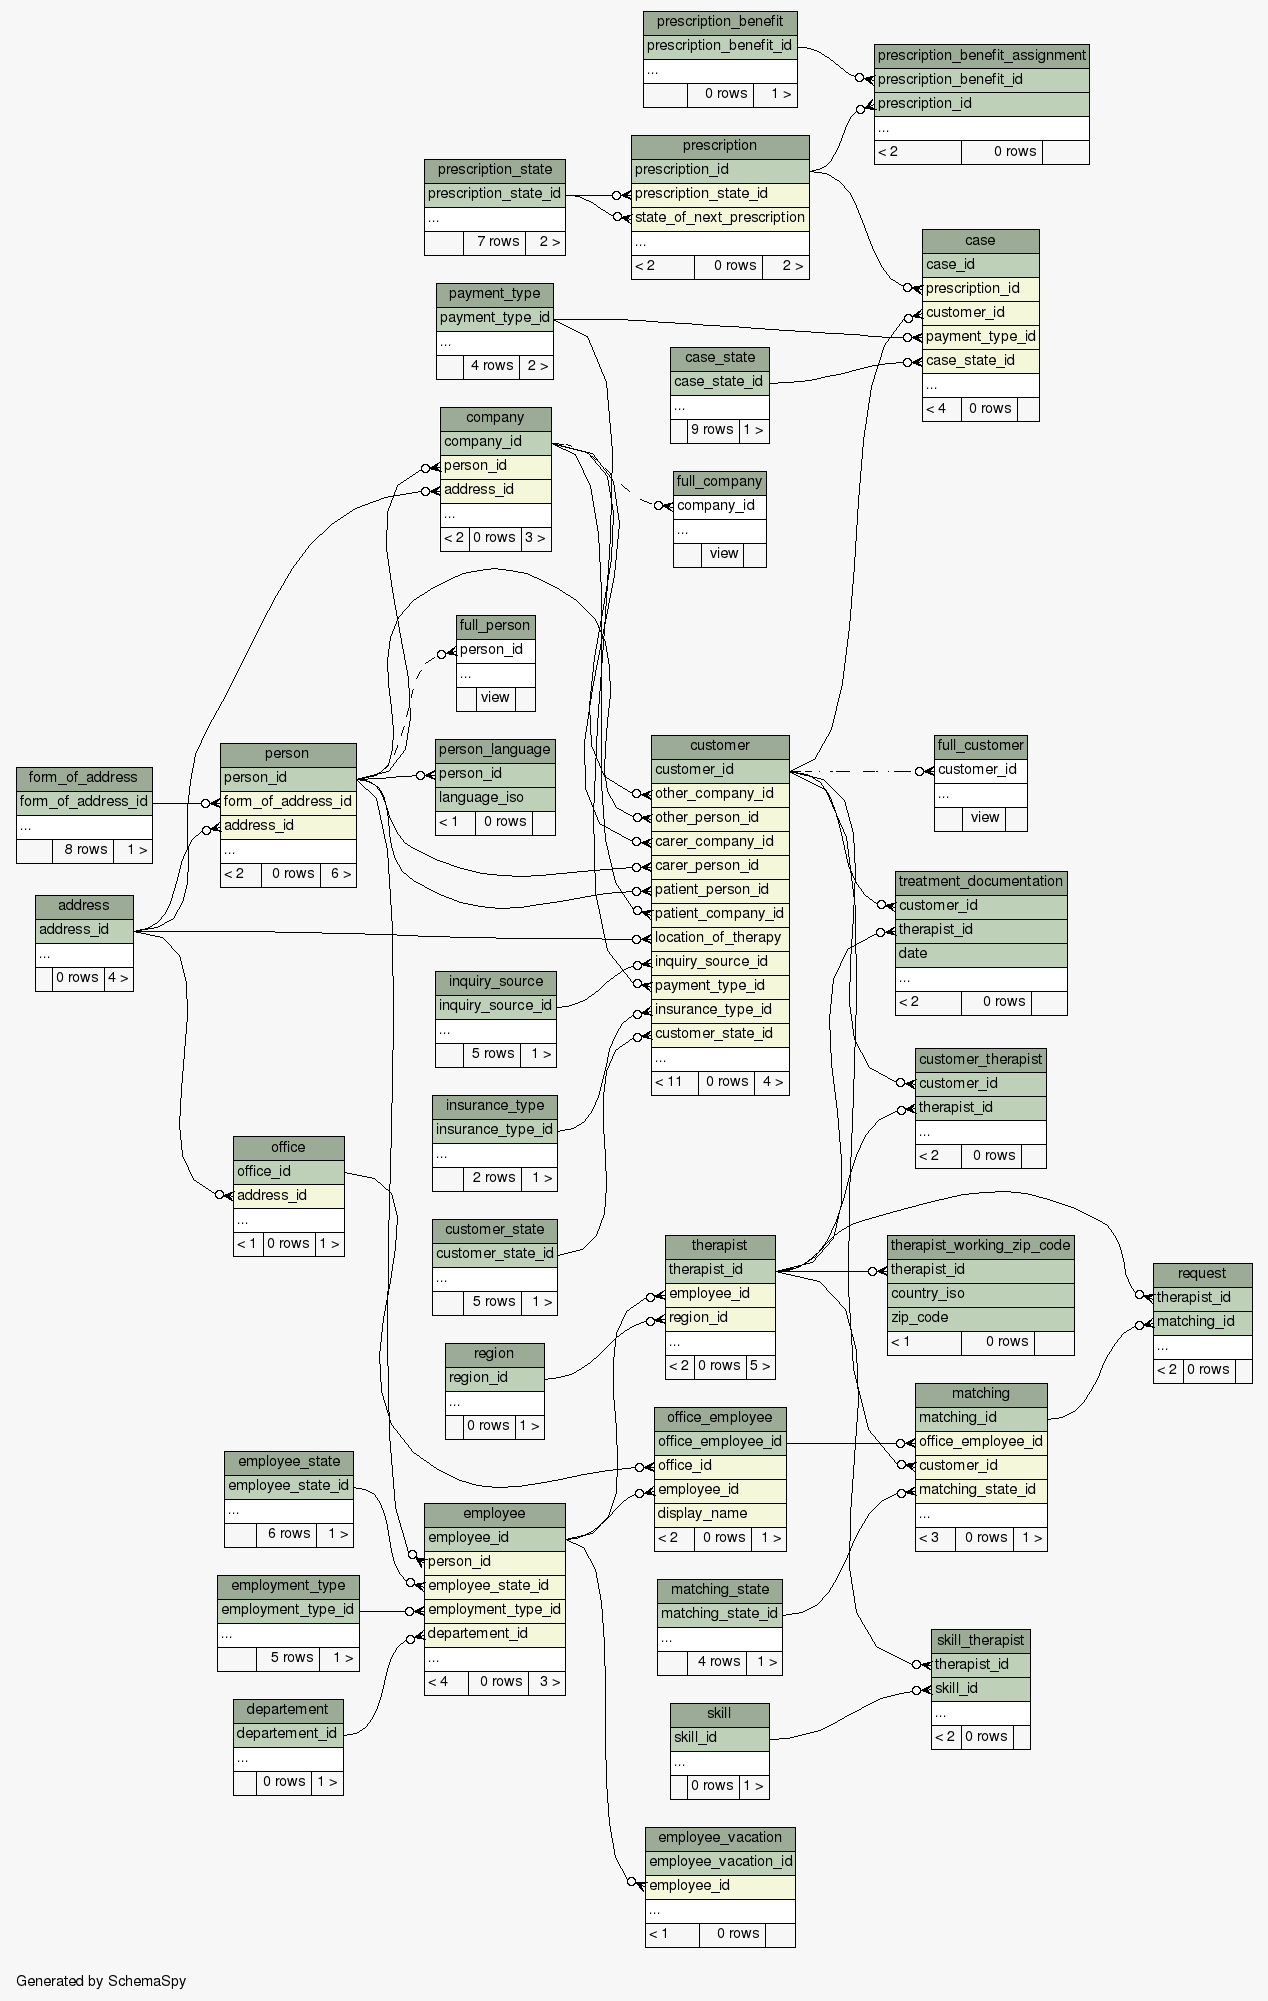 prescription_benefit
prescription_benefit_id
...
0 rows 1 >
prescription_benefit_assignment
prescription_benefit_id
prescription_id
...
< 2 0 rows
prescription
prescription_id
prescription_state_id
state_of_next_prescription
...
< 2 0 rows 2 >
prescription_state
prescription_state_id
...
7 rows 2 >
case
case_id
prescription_id
customer_id
payment_type_id
case_state_id
...
< 4 0 rows
payment_type
payment_type_id
...
4 rows 2 >
case_state
case_state_id
...
9 rows 1 >
company
company_id
person_id
address_id
...
< 2 0 rows 3 >
full_company
company_id
...
view
full_person
person_id
...
view
person
person_id
form_of_address_id
address_id
...
< 2 0 rows 6 >
person_language
person_id
language_iso
< 1 0 rows
form_of_address
form_of_address_id
...
8 rows 1 >
address
address_id
...
0 rows 4 >
customer
customer_id
other_company_id
other_person_id
carer_company_id
carer_person_id
patient_person_id
patient_company_id
location_of_therapy
inquiry_source_id
payment_type_id
insurance_type_id
customer_state_id
...
< 11 0 rows 4 >
full_customer
customer_id
...
view
treatment_documentation
customer_id
therapist_id
date
...
< 2 0 rows
inquiry_source
inquiry_source_id
...
5 rows 1 >
customer_therapist
customer_id
therapist_id
...
< 2 0 rows
insurance_type
insurance_type_id
...
2 rows 1 >
office
office_id
address_id
...
< 1 0 rows 1 >
customer_state
customer_state_id
...
5 rows 1 >
therapist
therapist_id
employee_id
region_id
...
< 2 0 rows 5 >
therapist_working_zip_code
therapist_id
country_iso
zip_code
< 1 0 rows
request
therapist_id
matching_id
...
< 2 0 rows
region
region_id
...
0 rows 1 >
matching
matching_id
office_employee_id
customer_id
matching_state_id
...
< 3 0 rows 1 >
office_employee
office_employee_id
office_id
employee_id
display_name
< 2 0 rows 1 >
employee_state
employee_state_id
...
6 rows 1 >
employee
employee_id
person_id
employee_state_id
employment_type_id
departement_id
...
< 4 0 rows 3 >
employment_type
employment_type_id
...
5 rows 1 >
matching_state
matching_state_id
...
4 rows 1 >
skill_therapist
therapist_id
skill_id
...
< 2 0 rows
departement
departement_id
...
0 rows 1 >
skill
skill_id
...
0 rows 1 >
employee_vacation
employee_vacation_id
employee_id
...
< 1 0 rows
Generated by SchemaSpy